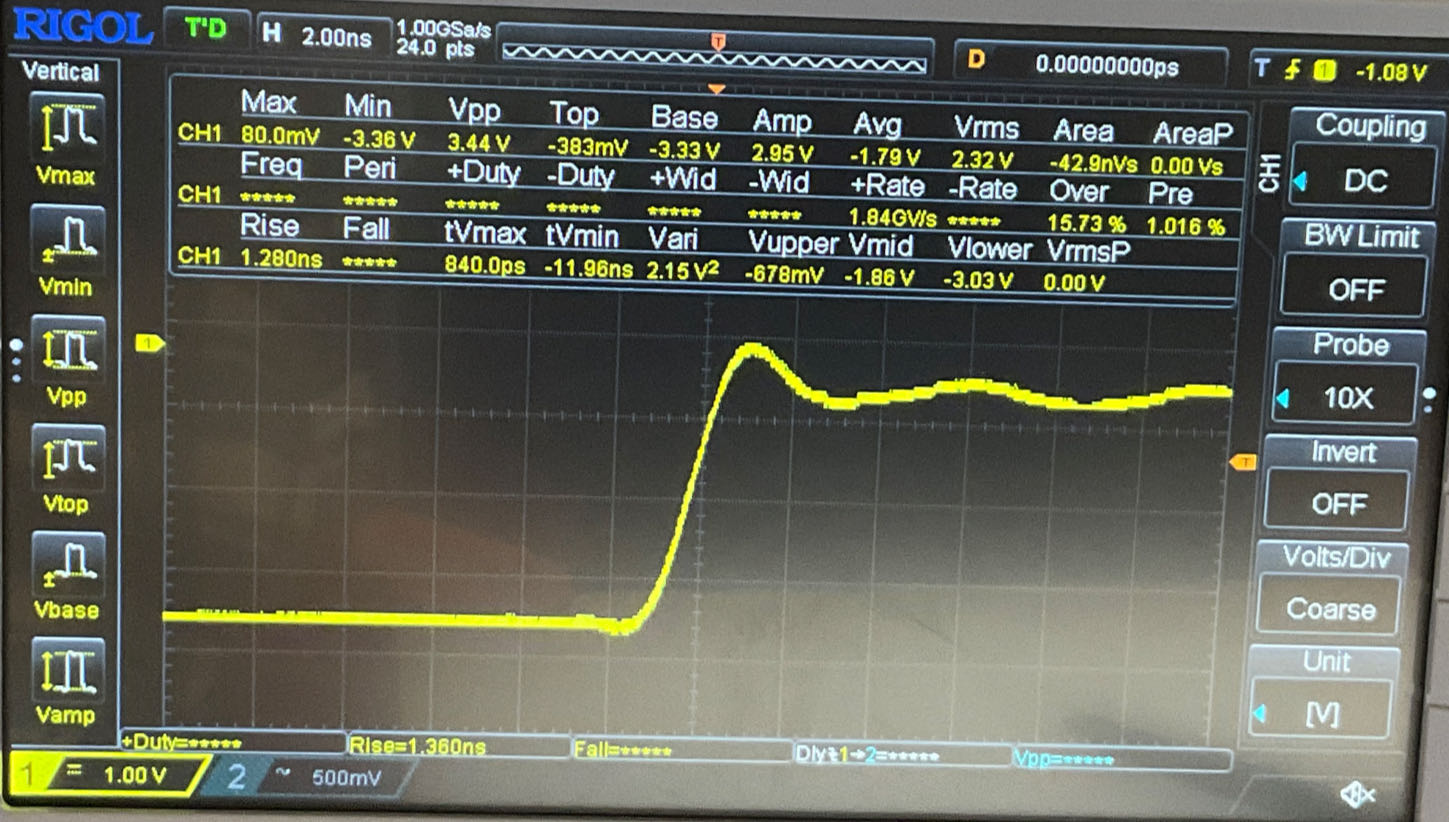 RIGOL T'D H 2.00ns 1.00GSa/s D 0.00000000ps T 1 -1.08 V
24.0 pts
T
Vertical
Vmax
Vmin
Vpp
Vtop
Vbase
Vamp
Max Min Vpp Top Base Amp Avg Vrms Area AreaP
CH1 80.0mV -3.36 V 3.44 V -383mV -3.33 V 2.95 V -1.79 V 2.32 V -42.9nVs 0.00 Vs
Freq Peri +Duty -Duty +Wid -Wid +Rate -Rate Over Pre
CH1 ***** ***** ***** ***** ***** ***** 1.84GV/s ***** 15.73 % 1.016 %
Rise Fall tVmax tVmin Vari Vupper Vmid Vlower VrmsP
CH1 1.280ns ***** 840.0ps -11.96ns 2.15 V² -678mV -1.86 V -3.03 V 0.00 V
1
T
CH1
Coupling
DC
BW Limit
OFF
Probe
10X
Invert
OFF
Volts/Div
Coarse
Unit
[V]
+Duty=***** Rise=1.360ns Fall=***** Dly1→2=***** Vpp=*****
1 = 1.00 V 2 ~ 500mV